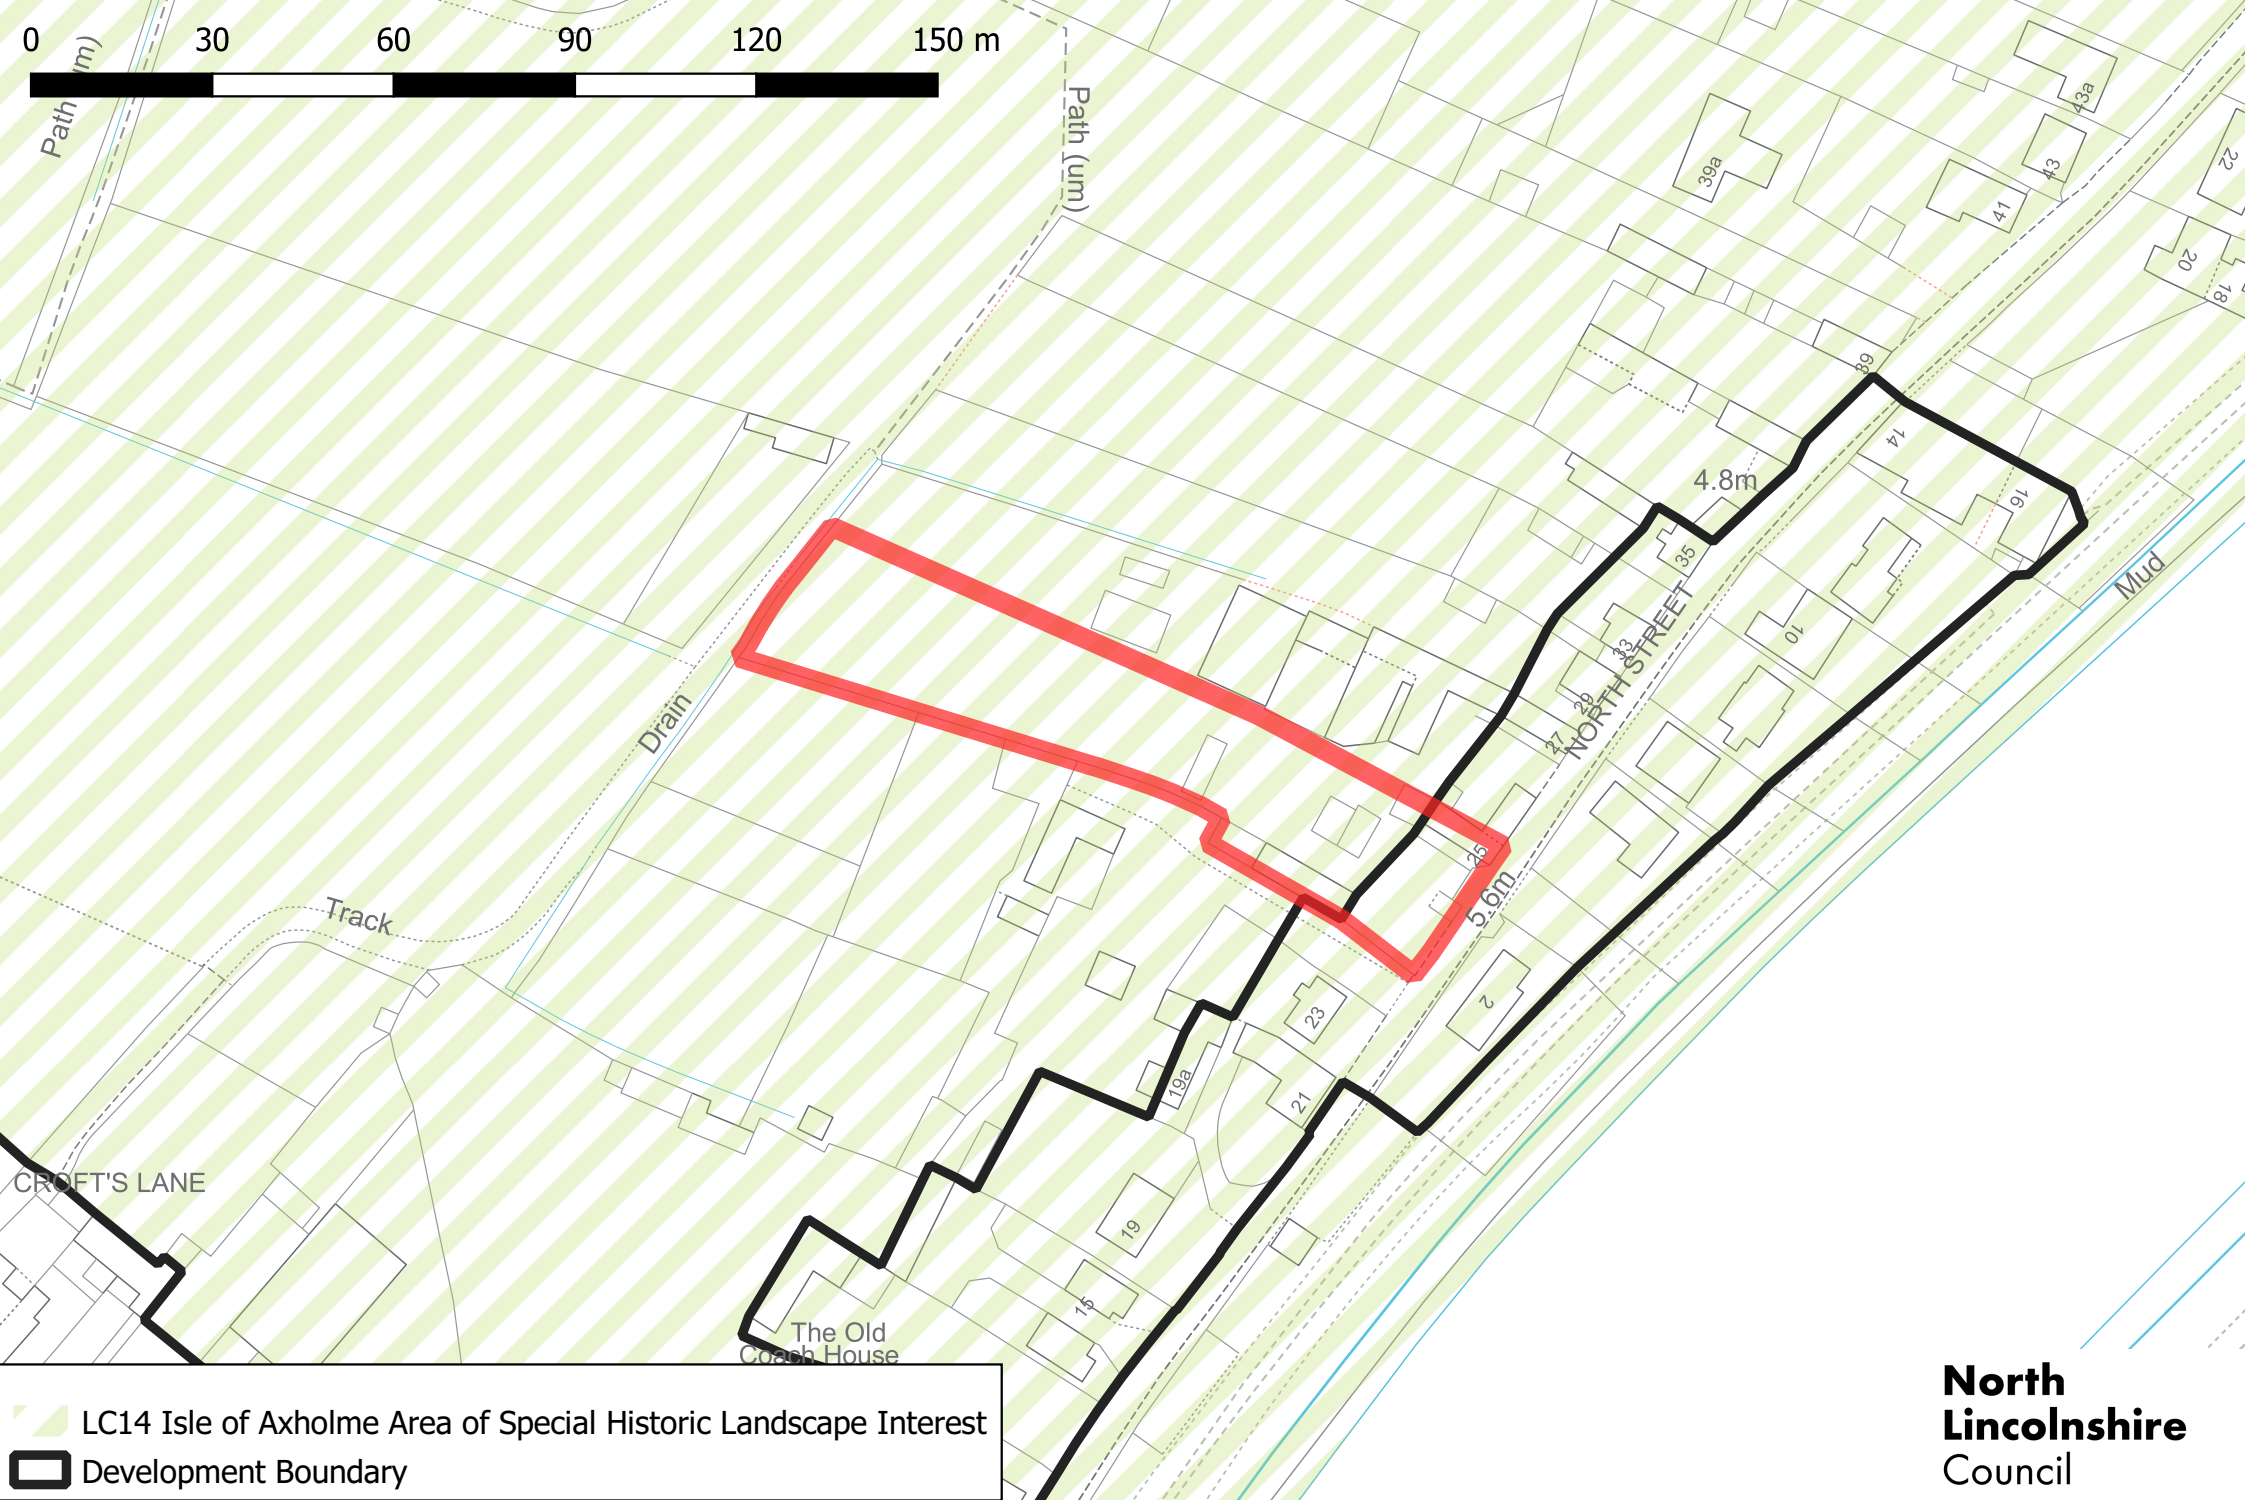 0 30 60 90 120 150 m
Path (um)
Path (um)
43a
39a
43
41
22
20
18
39
14
4.8m
16
35
Mud
10
33
NORTH STREET
29
27
Drain
25
5.6m
Track
2
23
19a
21
CROFT'S LANE
19
15
The Old
Coach House
LC14 Isle of Axholme Area of Special Historic Landscape Interest
Development Boundary
North
Lincolnshire
Council